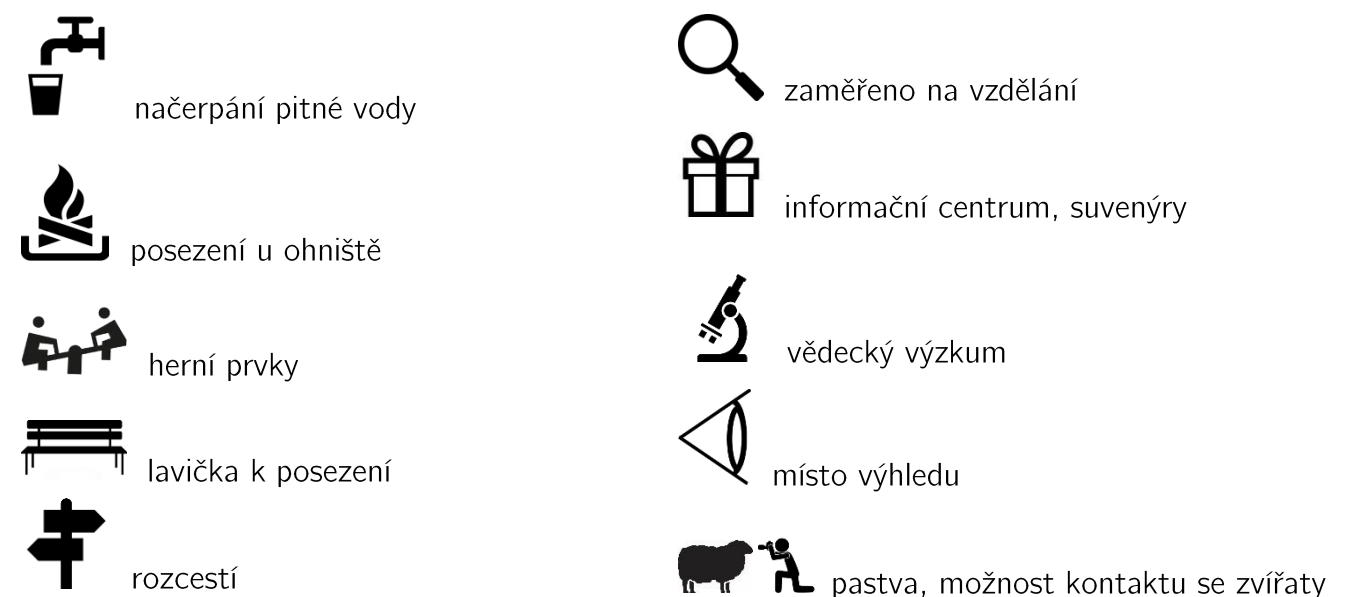 načerpání pitné vody
posezení u ohniště
herní prvky
lavička k posezení
rozcestí
zaměřeno na vzdělání
informační centrum, suvenýry
vědecký výzkum
místo výhledu
pastva, možnost kontaktu se zvířaty